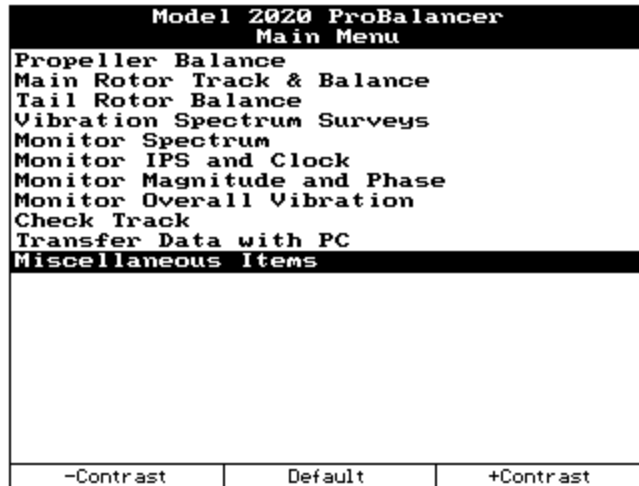 Model 2020 ProBalancer
Main Menu
Propeller Balance
Main Rotor Track & Balance
Tail Rotor Balance
Vibration Spectrum Surveys
Monitor Spectrum
Monitor IPS and Clock
Monitor Magnitude and Phase
Monitor Overall Vibration
Check Track
Transfer Data with PC
Miscellaneous Items
-Contrast Default +Contrast